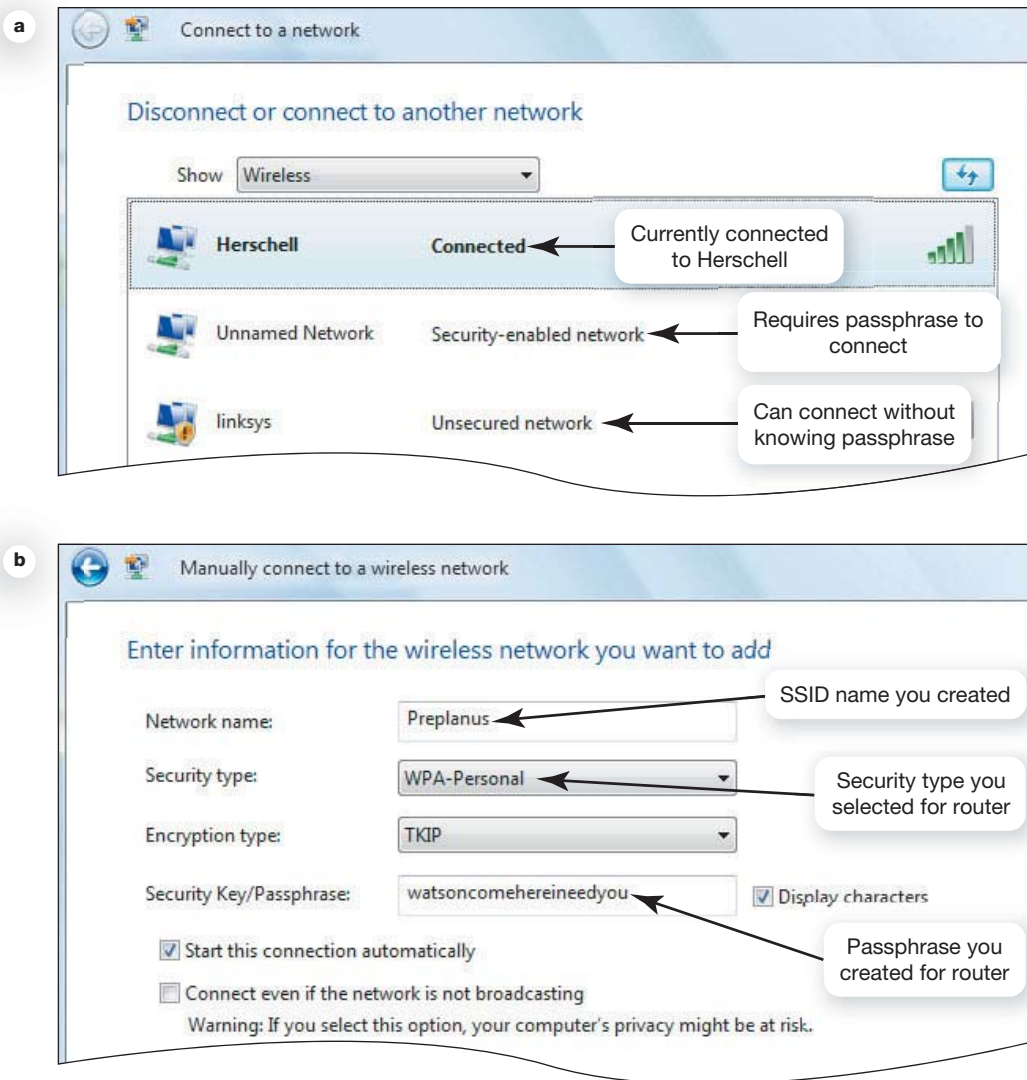 a
Connect to a network
Disconnect or connect to another network
Show Wireless
Herschell Connected
Currently connected
to Herschell
Unnamed Network Security-enabled network
Requires passphrase to
connect
linksys Unsecured network
Can connect without
knowing passphrase
b
Manually connect to a wireless network
Enter information for the wireless network you want to add
SSID name you created
Network name: Preplanus
Security type: WPA-Personal
Security type you
selected for router
Encryption type: TKIP
Security Key/Passphrase: watsoncomehereineedyou Display characters
Passphrase you
created for router
Start this connection automatically
Connect even if the network is not broadcasting
Warning: If you select this option, your computer's privacy might be at risk.